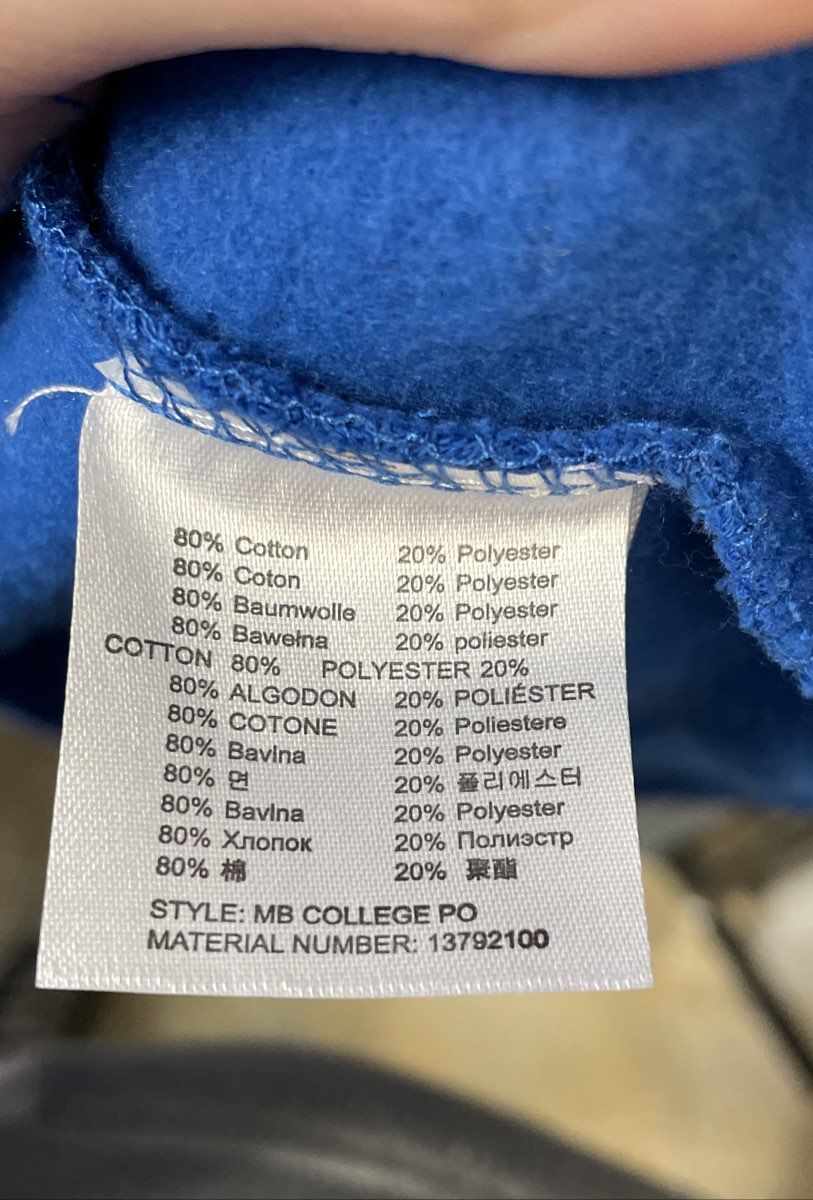 80% Cotton 20% Polyester
80% Coton 20% Polyester
80% Baumwolle 20% Polyester
80% Bawełna 20% poliester
COTTON 80% POLYESTER 20%
80% ALGODON 20% POLIÉSTER
80% COTONE 20% Poliestere
80% Bavlna 20% Polyester
80% 면 20% 폴리에스터
80% Bavlna 20% Polyester
80% Хлопок 20% Полиэстр
80% 棉 20% 聚酯
STYLE: MB COLLEGE PO
MATERIAL NUMBER: 13792100